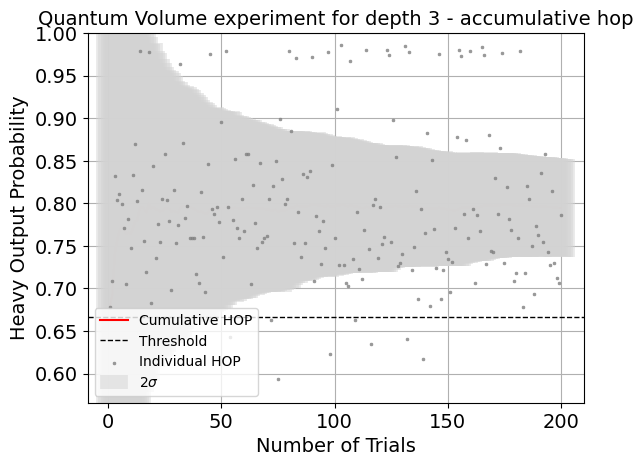 Quantum Volume experiment for depth 3 - accumulative hop
Heavy Output Probability
1.00
0.95
0.90
0.85
0.80
0.75
0.70
0.65
0.60
Cumulative HOP
Threshold
Individual HOP
2σ
0 50 100 150 200
Number of Trials